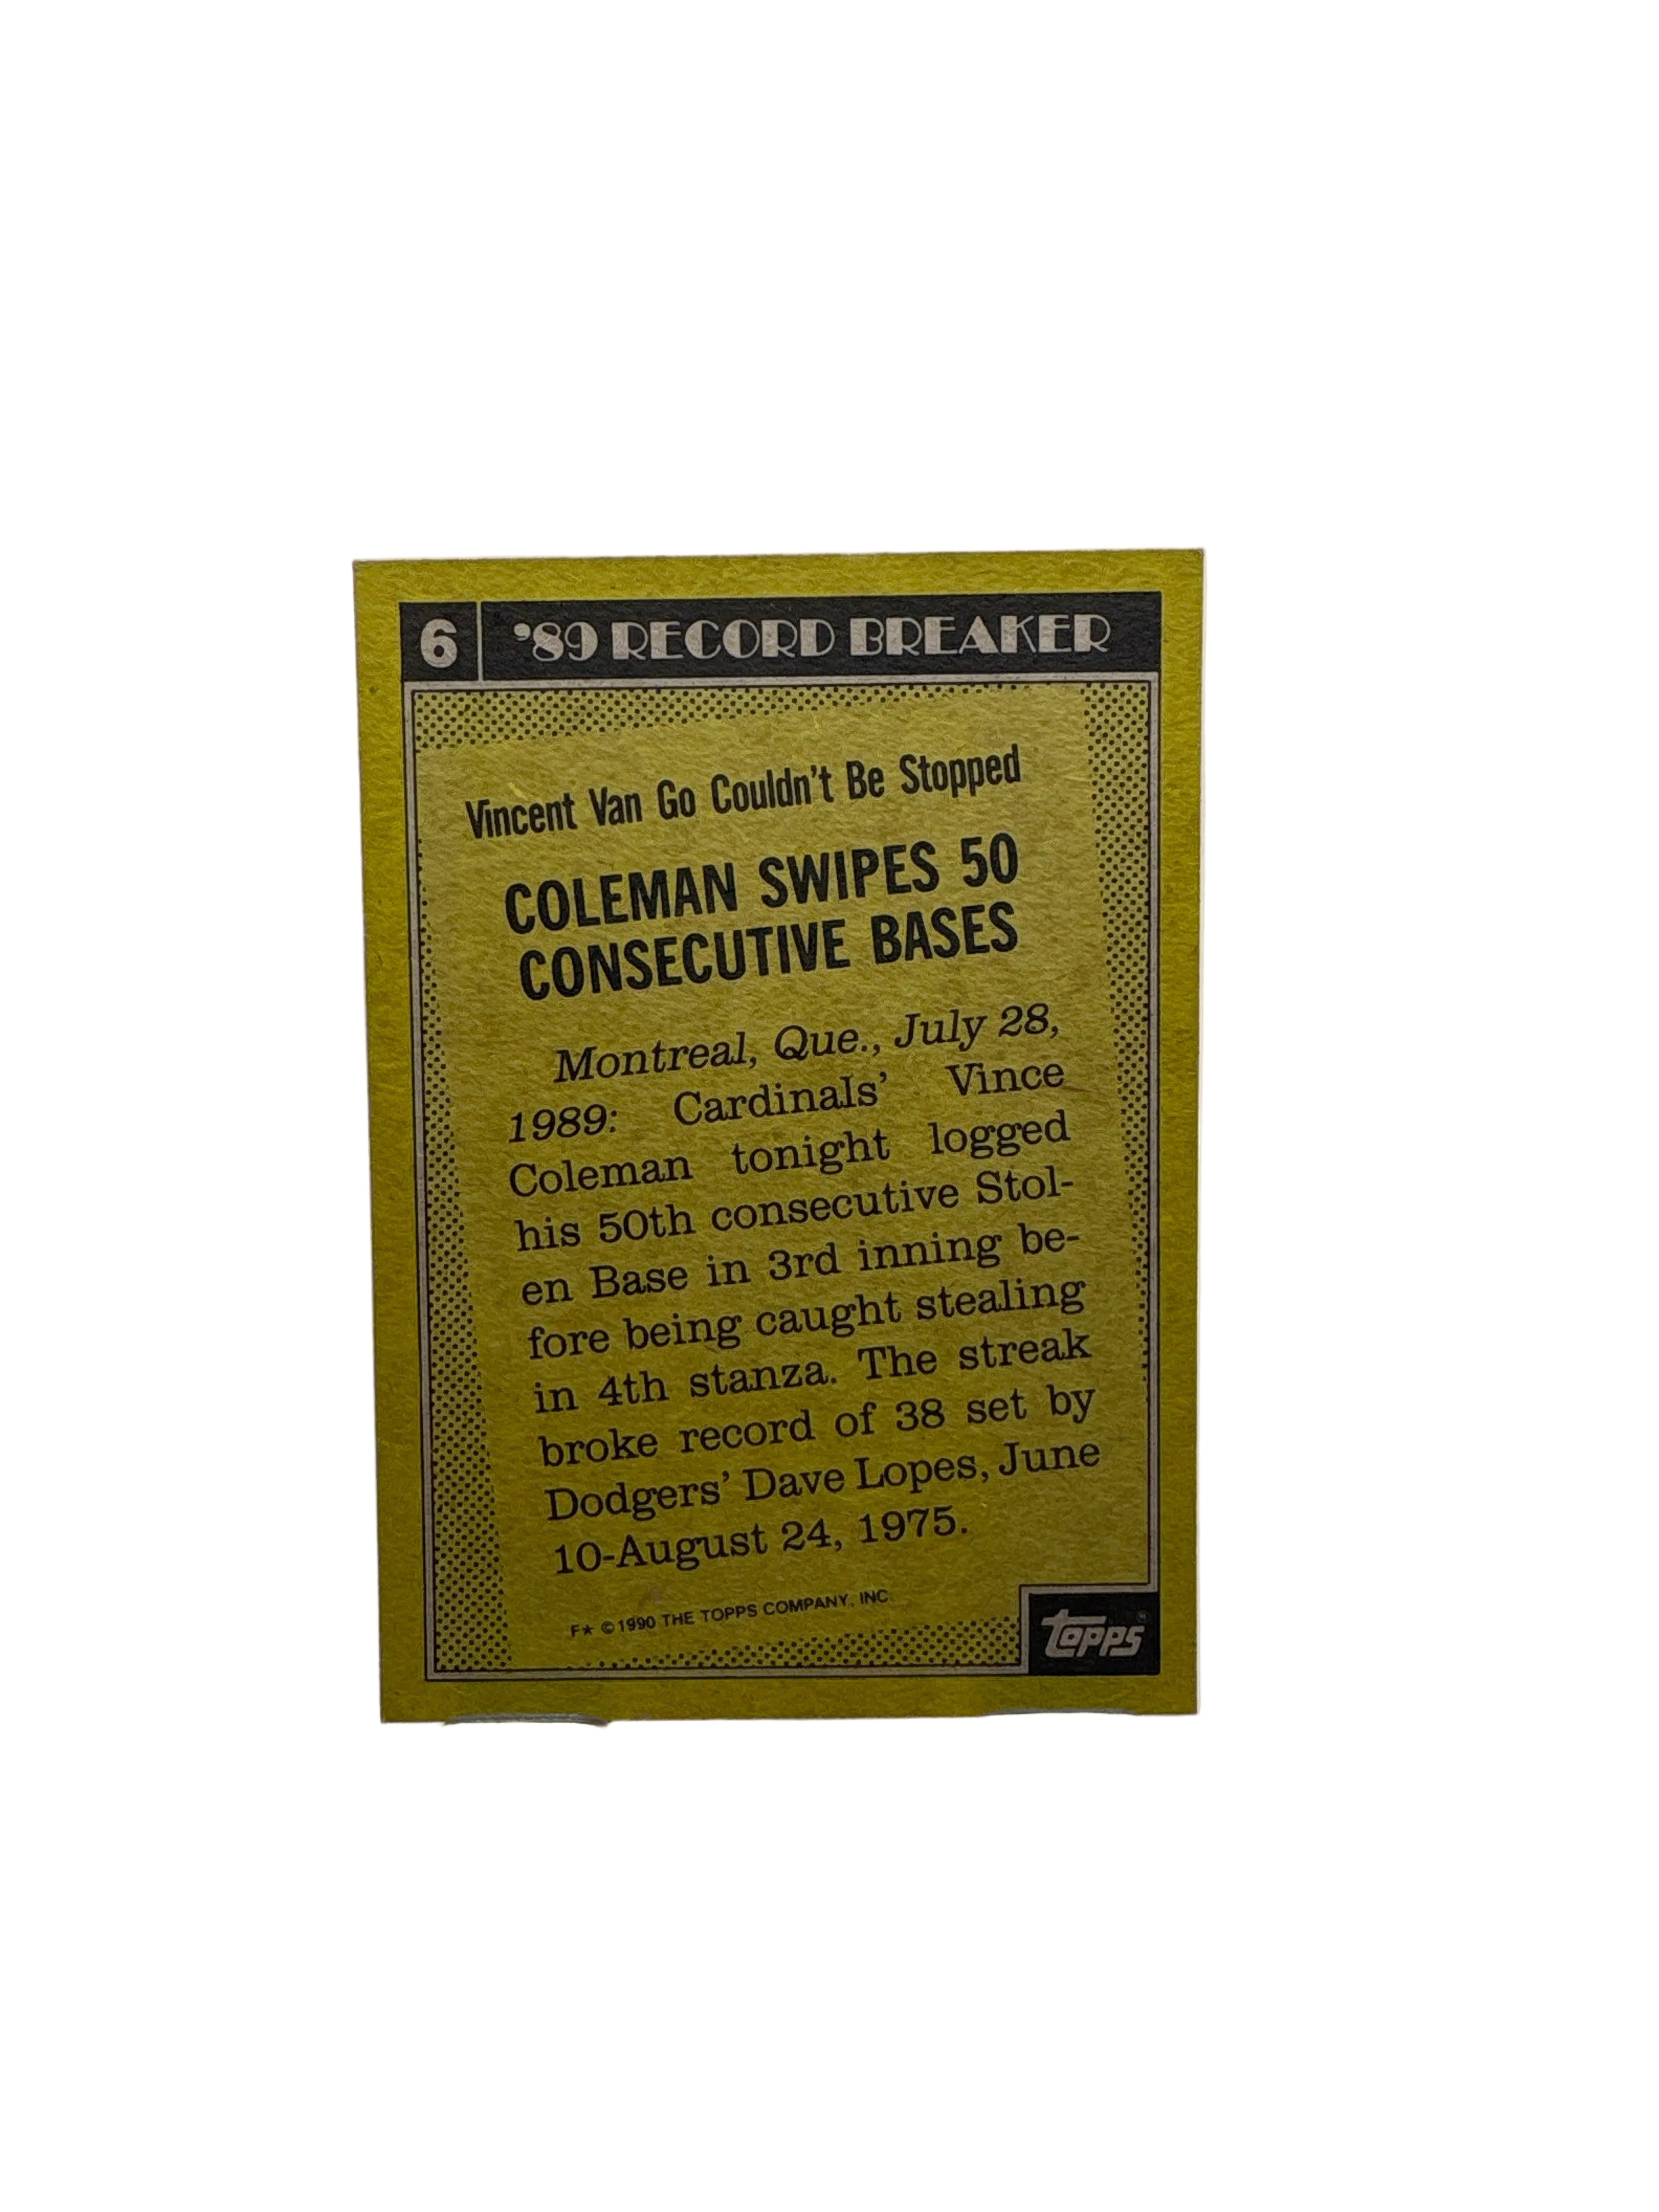 6 '89 RECORD BREAKER
Vincent Van Go Couldn't Be Stopped
COLEMAN SWIPES 50
CONSECUTIVE BASES
Montreal, Que., July 28,
1989: Cardinals' Vince
Coleman tonight logged
his 50th consecutive Stol-
en Base in 3rd inning be-
fore being caught stealing
in 4th stanza. The streak
broke record of 38 set by
Dodgers' Dave Lopes, June
10-August 24, 1975.
F★ ©1990 THE TOPPS COMPANY, INC.
topps